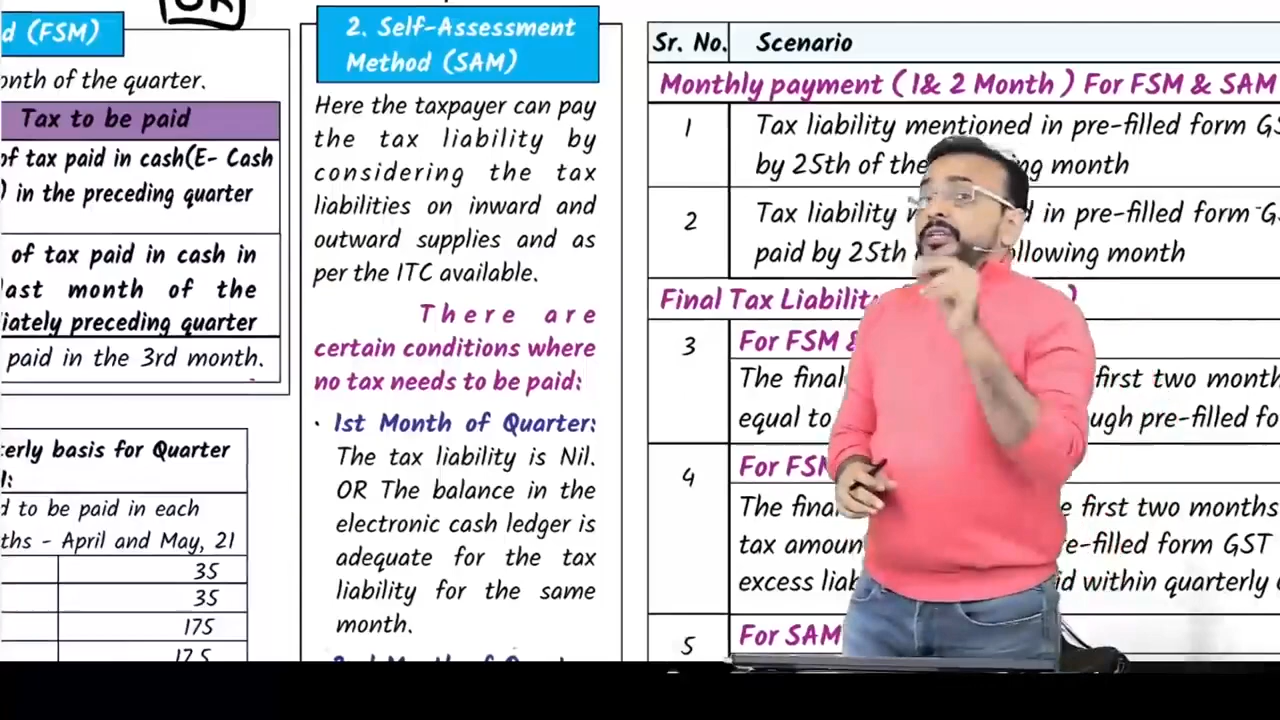 OR
d (FSM)
onth of the quarter.
Tax to be paid
of tax paid in cash(E- Cash
) in the preceding quarter
of tax paid in cash in
last month of the
iately preceding quarter
paid in the 3rd month.
erly basis for Quarter
d to be paid in each
ths - April and May, 21
35
35
175
17.5
2. Self-Assessment
Method (SAM)
Here the taxpayer can pay
the tax liability by
considering the tax
liabilities on inward and
outward supplies and as
per the ITC available.
There are
certain conditions where
no tax needs to be paid:
• 1st Month of Quarter:
The tax liability is Nil.
OR The balance in the
electronic cash ledger is
adequate for the tax
liability for the same
month.
Sr. No. Scenario
Monthly payment ( 1& 2 Month ) For FSM & SAM
1 Tax liability mentioned in pre-filled form GS
by 25th of the ng month
2 Tax liability d in pre-filled form G
paid by 25th ollowing month
Final Tax Liabilit )
3 For FSM &
The final first two month
equal to ugh pre-filled fo
4 For FSM
The fina e first two months
tax amoun re-filled form GST
excess liab id within quarterly
5 For SAM